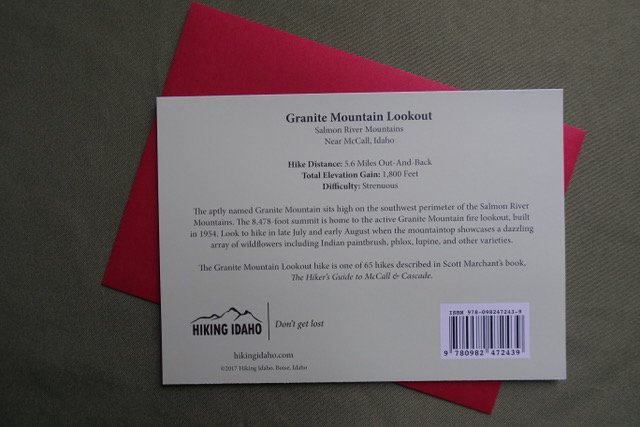 Granite Mountain Lookout
Salmon River Mountains
Near McCall, Idaho
Hike Distance: 5.6 Miles Out-And-Back
Total Elevation Gain: 1,800 Feet
Difficulty: Strenuous
The aptly named Granite Mountain sits high on the southwest perimeter of the Salmon River
Mountains. The 8,478-foot summit is home to the active Granite Mountain fire lookout, built
in 1954. Look to hike in late July and early August when the mountaintop showcases a dazzling
array of wildflowers including Indian paintbrush, phlox, lupine, and other varieties.
The Granite Mountain Lookout hike is one of 65 hikes described in Scott Marchant's book,
The Hiker's Guide to McCall & Cascade.
HIKING IDAHO
Don't get lost
hikingidaho.com
©2017 Hiking Idaho, Boise, Idaho
ISBN 978-098247243-9
9 780982 472439